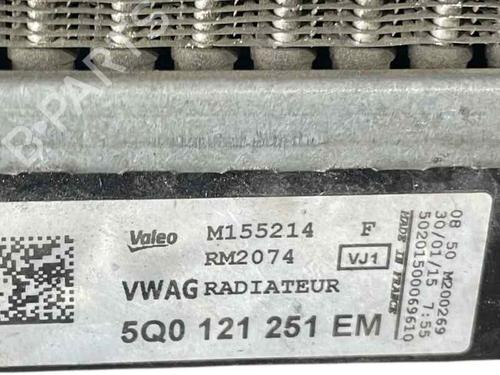 B-PARTS
Valeo M155214 F
RM2074 VJ1
VWAG RADIATEUR
5Q0 121 251 EM
MADE IN FRANCE
08 50 M200269
30/01/15 7:55
50201500069610